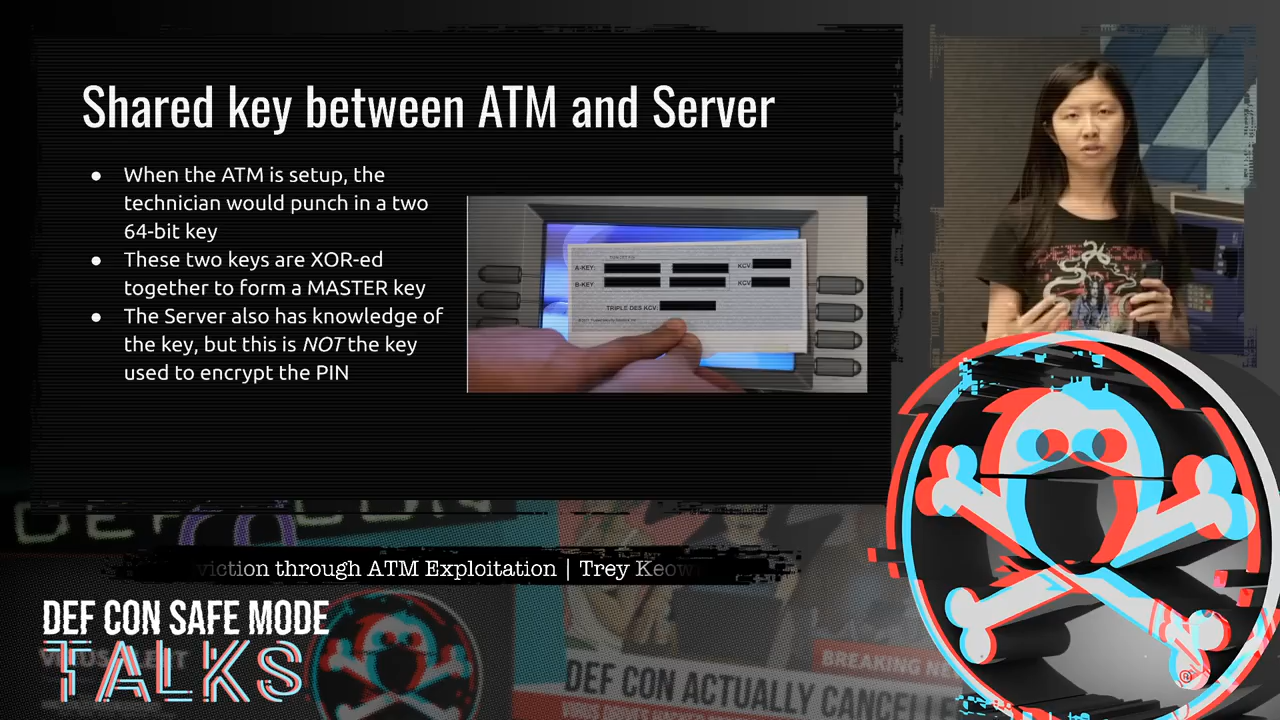 Shared key between ATM and Server
● When the ATM is setup, the
technician would punch in a two
64-bit key
● These two keys are XOR-ed
together to form a MASTER key
● The Server also has knowledge of
the key, but this is NOT the key
used to encrypt the PIN
A-KEY:
KCV
B-KEY:
KCV
TRIPLE DES KCV:
DEF CON
viction through ATM Exploitation | Trey Keow
DEF CON SAFE MODE
TALKS
BREAKING NE
DEF CON ACTUALLY CANCELLE
®